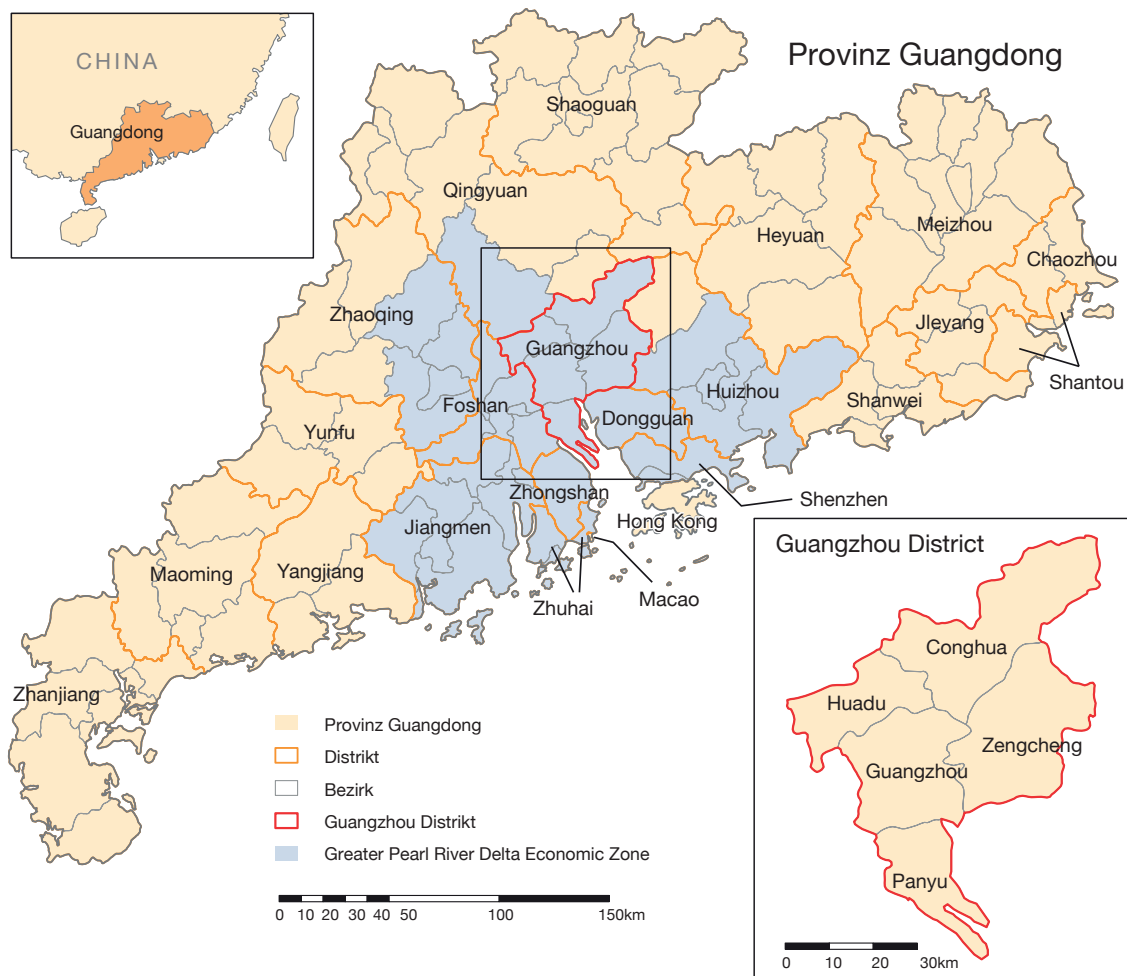 CHINA
Guangdong
Provinz Guangdong
Shaoguan
Qingyuan
Heyuan
Meizhou
Chaozhou
Zhaoqing
Jleyang
Guangzhou
Shantou
Huizhou
Foshan
Dongguan
Shanwei
Yunfu
Zhongshan
Shenzhen
Jiangmen
Hong Kong
Maoming
Yangjiang
Zhuhai
Macao
Zhanjiang
Provinz Guangdong
Distrikt
Bezirk
Guangzhou Distrikt
Greater Pearl River Delta Economic Zone
0 10 20 30 40 50 100 150km
Guangzhou District
Conghua
Huadu
Zengcheng
Guangzhou
Panyu
0 10 20 30km